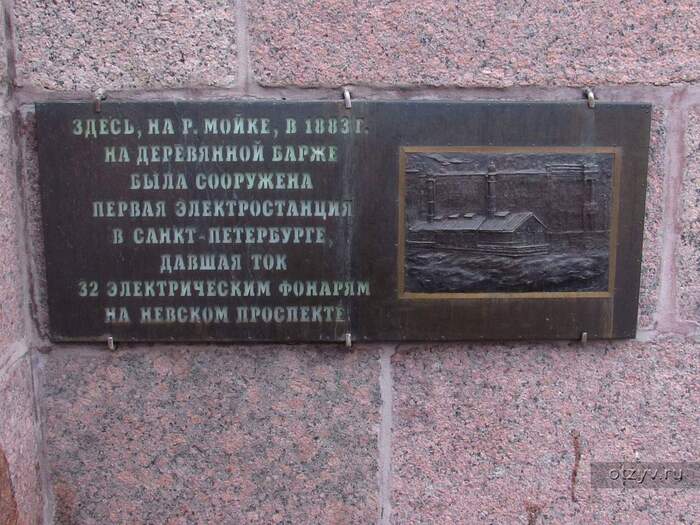 ЗДЕСЬ, НА Р. МОЙКЕ, В 1883 Г.
НА ДЕРЕВЯННОЙ БАРЖЕ
БЫЛА СООРУЖЕНА
ПЕРВАЯ ЭЛЕКТРОСТАНЦИЯ
В САНКТ-ПЕТЕРБУРГЕ,
ДАВШАЯ ТОК
32 ЭЛЕКТРИЧЕСКИМ ФОНАРЯМ
НА НЕВСКОМ ПРОСПЕКТЕ
otzyv.ru